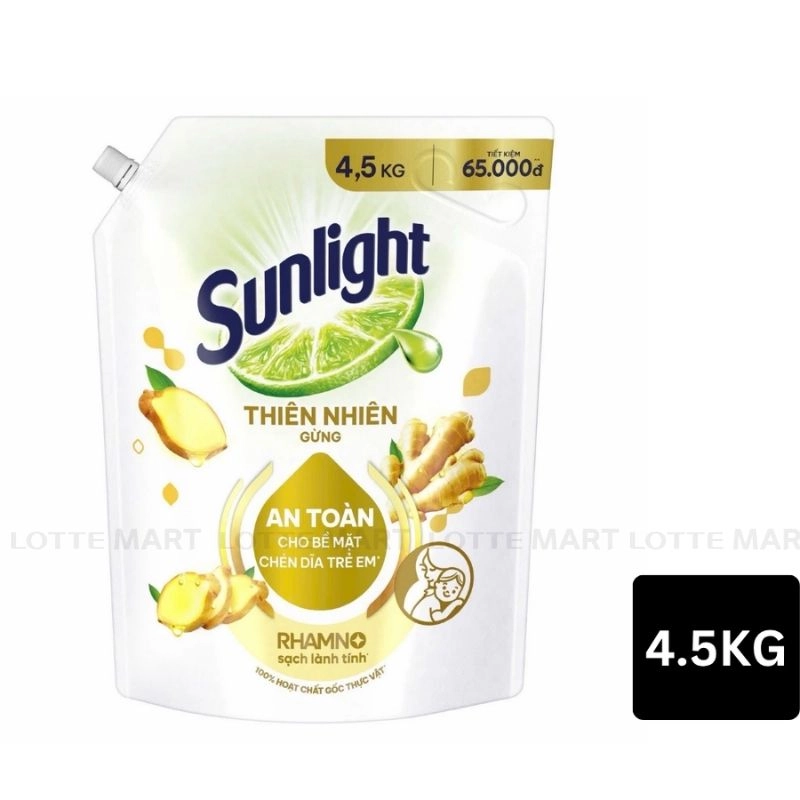 4,5 KG
TIẾT KIỆM
65.000đ
Sunlight
THIÊN NHIÊN
GỪNG
AN TOÀN
CHO BỀ MẶT
CHÉN DĨA TRẺ EM*
RHAMNO+
sạch lành tính*
100% HOẠT CHẤT GỐC THỰC VẬT*
LOTTE MART LOTTE MART LOTTE MART LOTTE MART
4.5KG